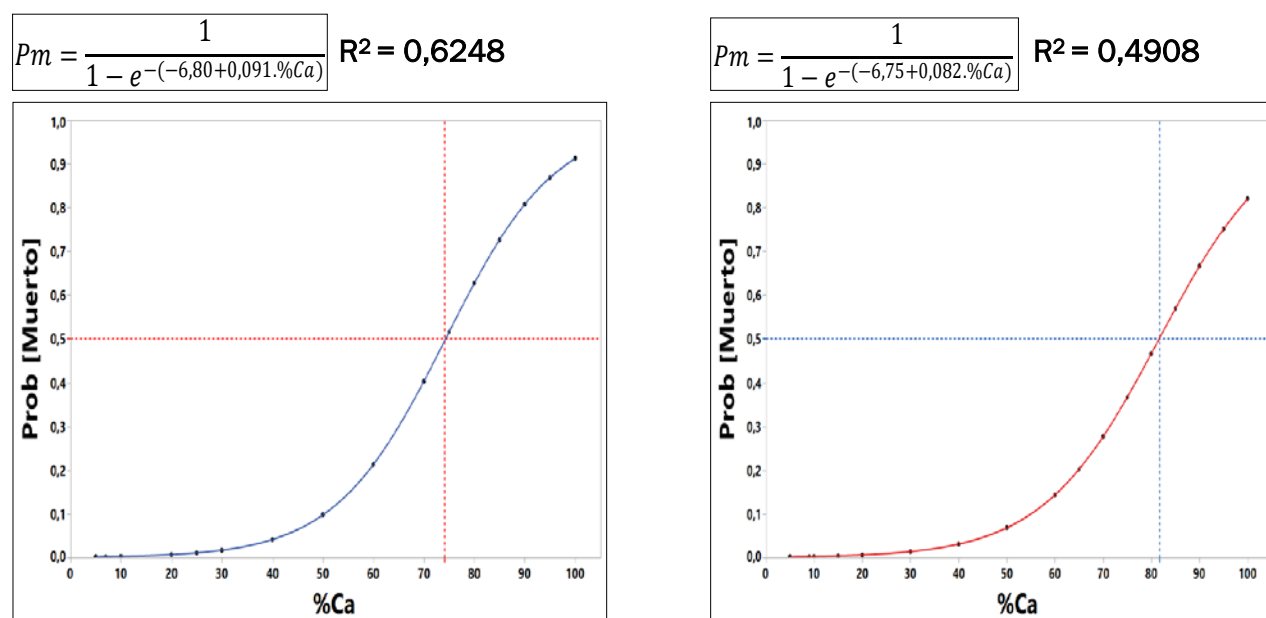 Pm = 1 / (1 − e^−(−6,80+0,091.%Ca)) R² = 0,6248
1,0
0,9
0,8
0,7
0,6
0,5
0,4
0,3
0,2
0,1
0,0
Prob [Muerto]
0 10 20 30 40 50 60 70 80 90 100
%Ca
Pm = 1 / (1 − e^−(−6,75+0,082.%Ca)) R² = 0,4908
1,0
0,9
0,8
0,7
0,6
0,5
0,4
0,3
0,2
0,1
0,0
Prob [Muerto]
0 10 20 30 40 50 60 70 80 90 100
%Ca